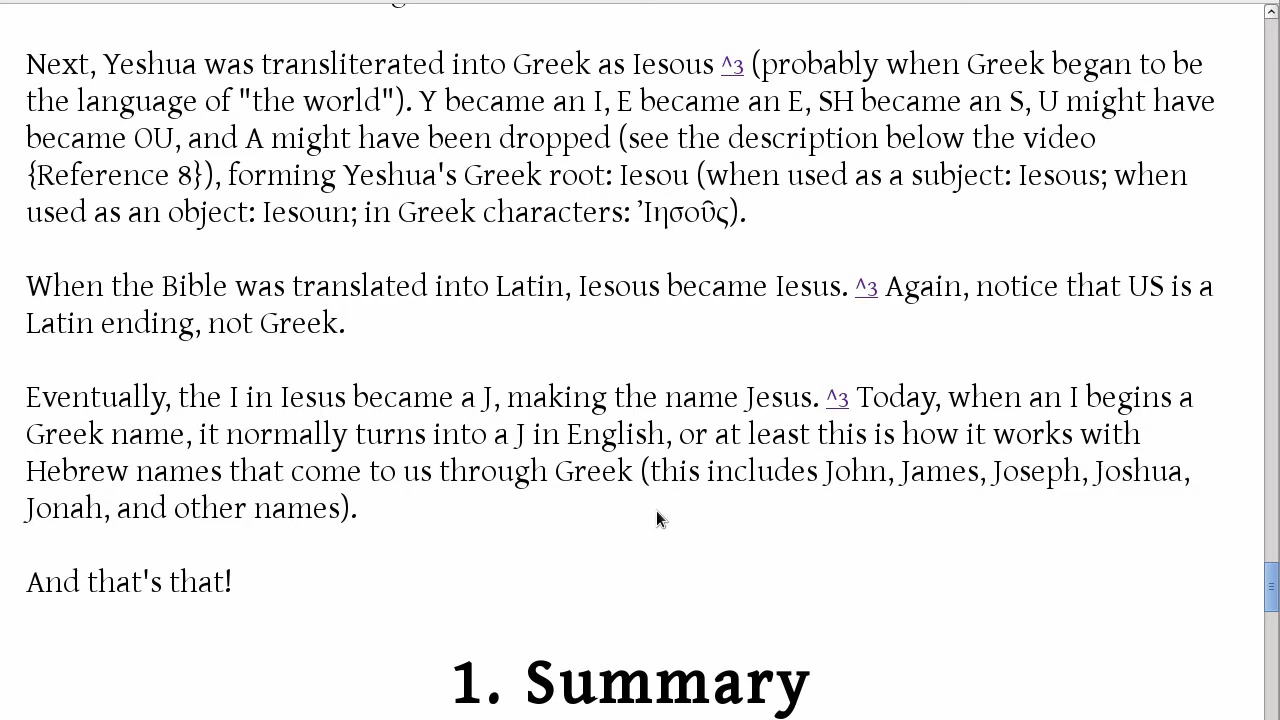 Next, Yeshua was transliterated into Greek as Iesous ^3 (probably when Greek began to be
the language of "the world"). Y became an I, E became an E, SH became an S, U might have
became OU, and A might have been dropped (see the description below the video
{Reference 8}), forming Yeshua's Greek root: Iesou (when used as a subject: Iesous; when
used as an object: Iesoun; in Greek characters: Ἰησοῦς).
When the Bible was translated into Latin, Iesous became Iesus. ^3 Again, notice that US is a
Latin ending, not Greek.
Eventually, the I in Iesus became a J, making the name Jesus. ^3 Today, when an I begins a
Greek name, it normally turns into a J in English, or at least this is how it works with
Hebrew names that come to us through Greek (this includes John, James, Joseph, Joshua,
Jonah, and other names).
And that's that!
1. Summary